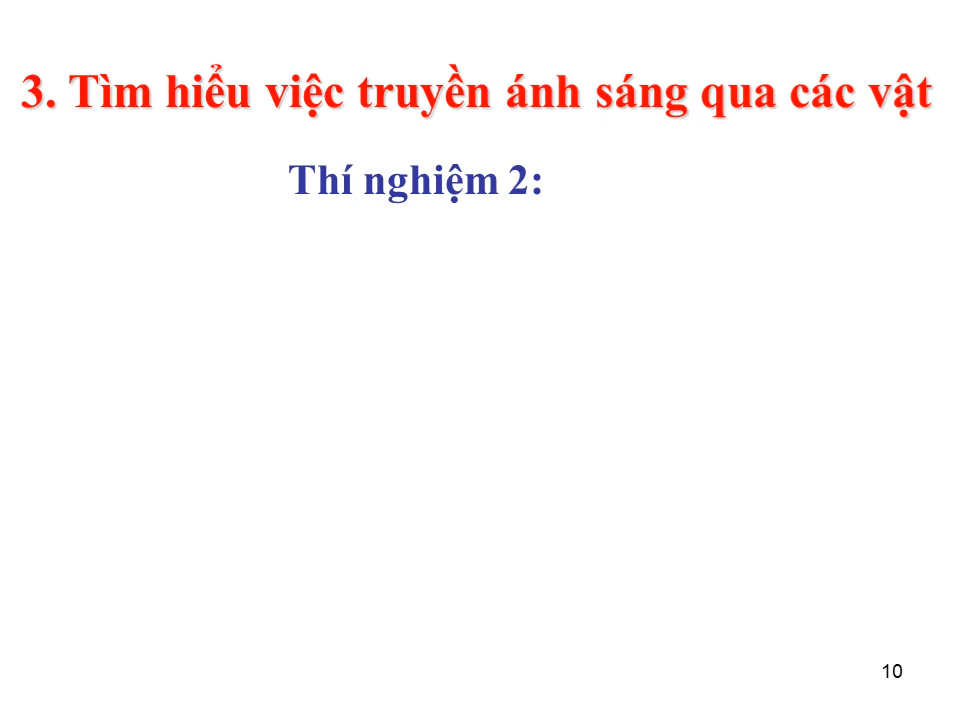 3. Tìm hiểu việc truyền ánh sáng qua các vật
Thí nghiệm 2:
10